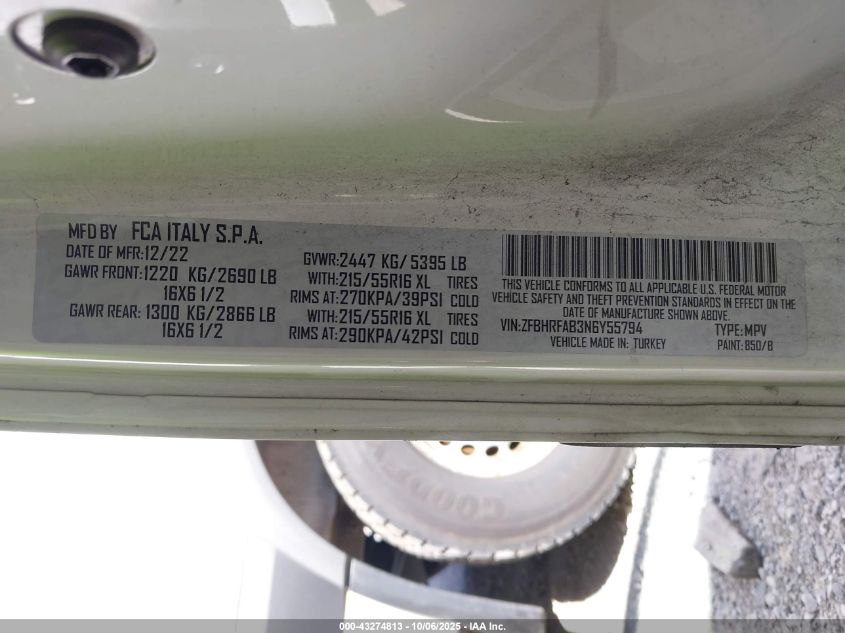 MFD BY FCA ITALY S.P.A.
DATE OF MFR:12/22
GAWR FRONT:1220 KG/2690 LB
16X6 1/2
GAWR REAR: 1300 KG/2866 LB
16X6 1/2
GVWR:2447 KG/ 5395 LB
WITH:215/55R16 XL TIRES
RIMS AT:270KPA/39PSI COLD
WITH:215/55R16 XL TIRES
RIMS AT:290KPA/42PSI COLD
THIS VEHICLE CONFORMS TO ALL APPLICABLE U.S. FEDERAL MOTOR
VEHICLE SAFETY AND THEFT PREVENTION STANDARDS IN EFFECT ON THE
DATE OF MANUFACTURE SHOWN ABOVE.
VIN:ZFBHRFAB3N6Y55794 TYPE:MPV
VEHICLE MADE IN: TURKEY PAINT: 850/B
000-43274813 - 10/06/2025 - IAA Inc.